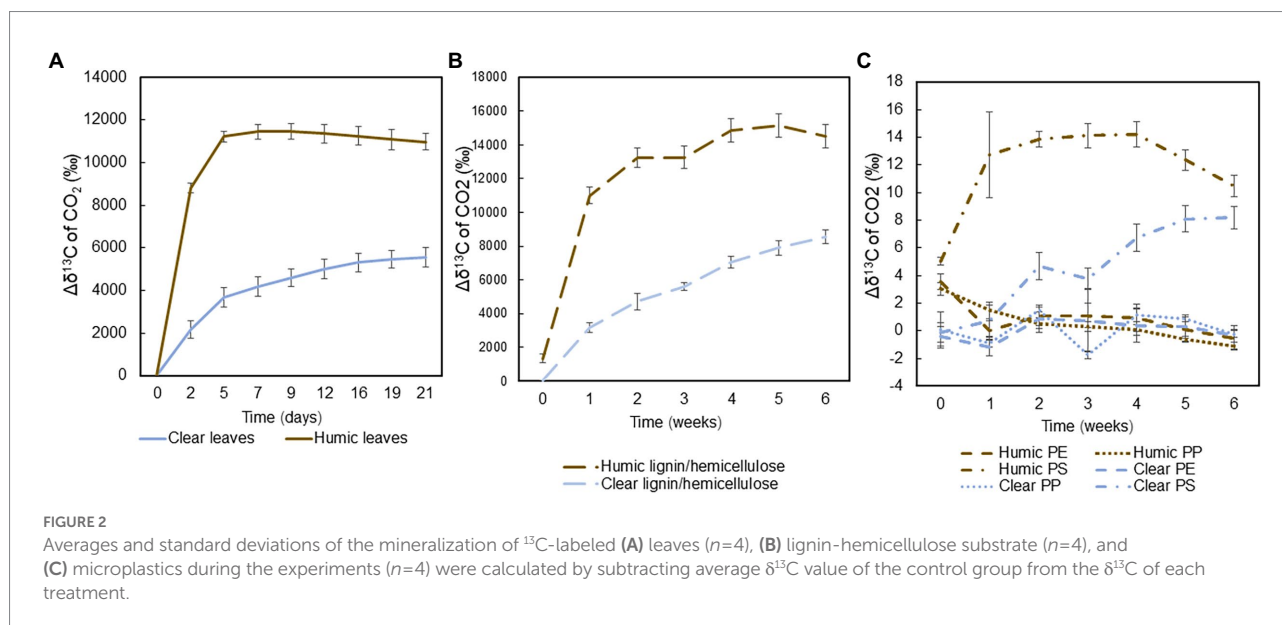 A
14000
12000
10000
8000
6000
4000
2000
0
Δδ¹³C of CO₂ (‰)
0 2 5 7 9 12 16 19 21
Time (days)
Clear leaves Humic leaves
B
18000
16000
14000
12000
10000
8000
6000
4000
2000
0
Δδ¹³C of CO2 (‰)
0 1 2 3 4 5 6
Time (weeks)
Humic lignin/hemicellulose
Clear lignin/hemicellulose
C
18
16
14
12
10
8
6
4
2
0
-2
-4
Δδ¹³C of CO2 (‰)
0 1 2 3 4 5 6
Time (weeks)
Humic PE Humic PP
Humic PS Clear PE
Clear PP Clear PS
FIGURE 2
Averages and standard deviations of the mineralization of ¹³C-labeled (A) leaves (n=4), (B) lignin-hemicellulose substrate (n=4), and
(C) microplastics during the experiments (n=4) were calculated by subtracting average δ¹³C value of the control group from the δ¹³C of each
treatment.